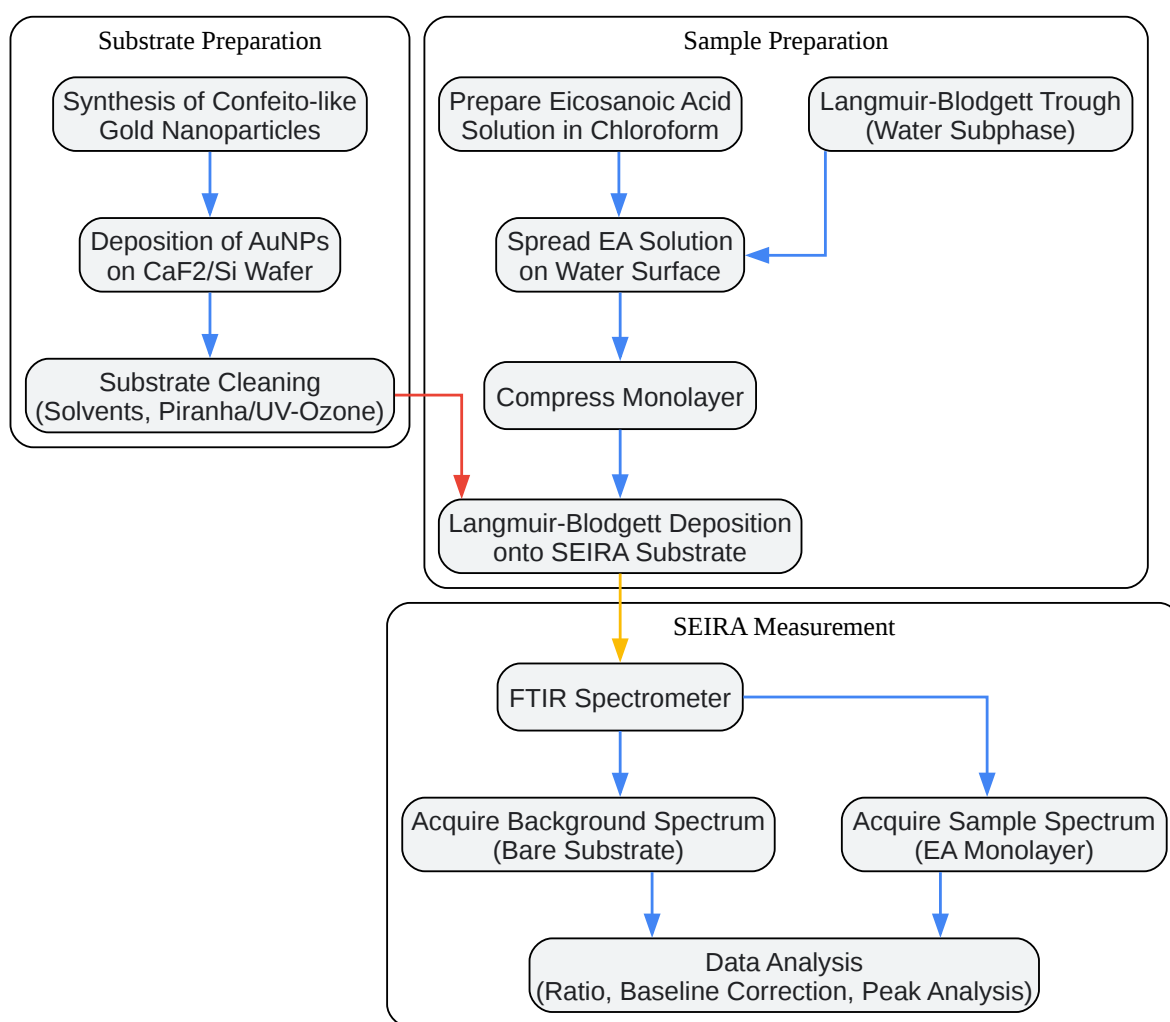 Substrate Preparation
Synthesis of Confeito-like
Gold Nanoparticles
Deposition of AuNPs
on CaF2/Si Wafer
Substrate Cleaning
(Solvents, Piranha/UV-Ozone)
Sample Preparation
Prepare Eicosanoic Acid
Solution in Chloroform
Langmuir-Blodgett Trough
(Water Subphase)
Spread EA Solution
on Water Surface
Compress Monolayer
Langmuir-Blodgett Deposition
onto SEIRA Substrate
SEIRA Measurement
FTIR Spectrometer
Acquire Background Spectrum
(Bare Substrate)
Acquire Sample Spectrum
(EA Monolayer)
Data Analysis
(Ratio, Baseline Correction, Peak Analysis)